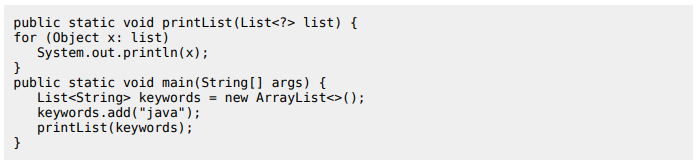 public static void printList(List<?> list) {
for (Object x: list)
   System.out.println(x);
}
public static void main(String[] args) {
   List<String> keywords = new ArrayList<>();
   keywords.add("java");
   printList(keywords);
}